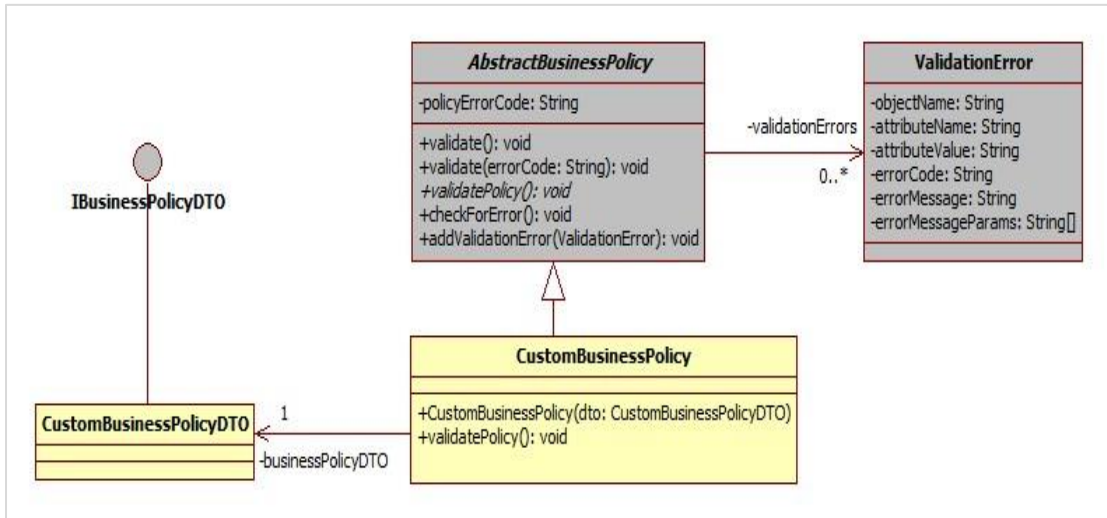 AbstractBusinessPolicy
-policyErrorCode: String
+validate(): void
+validate(errorCode: String): void
+validatePolicy(): void
+checkForError(): void
+addValidationError(ValidationError): void
-validationErrors
0..*
ValidationError
-objectName: String
-attributeName: String
-attributeValue: String
-errorCode: String
-errorMessage: String
-errorMessageParams: String[]
IBusinessPolicyDTO
CustomBusinessPolicy
+CustomBusinessPolicy(dto: CustomBusinessPolicyDTO)
+validatePolicy(): void
1
-businessPolicyDTO
CustomBusinessPolicyDTO